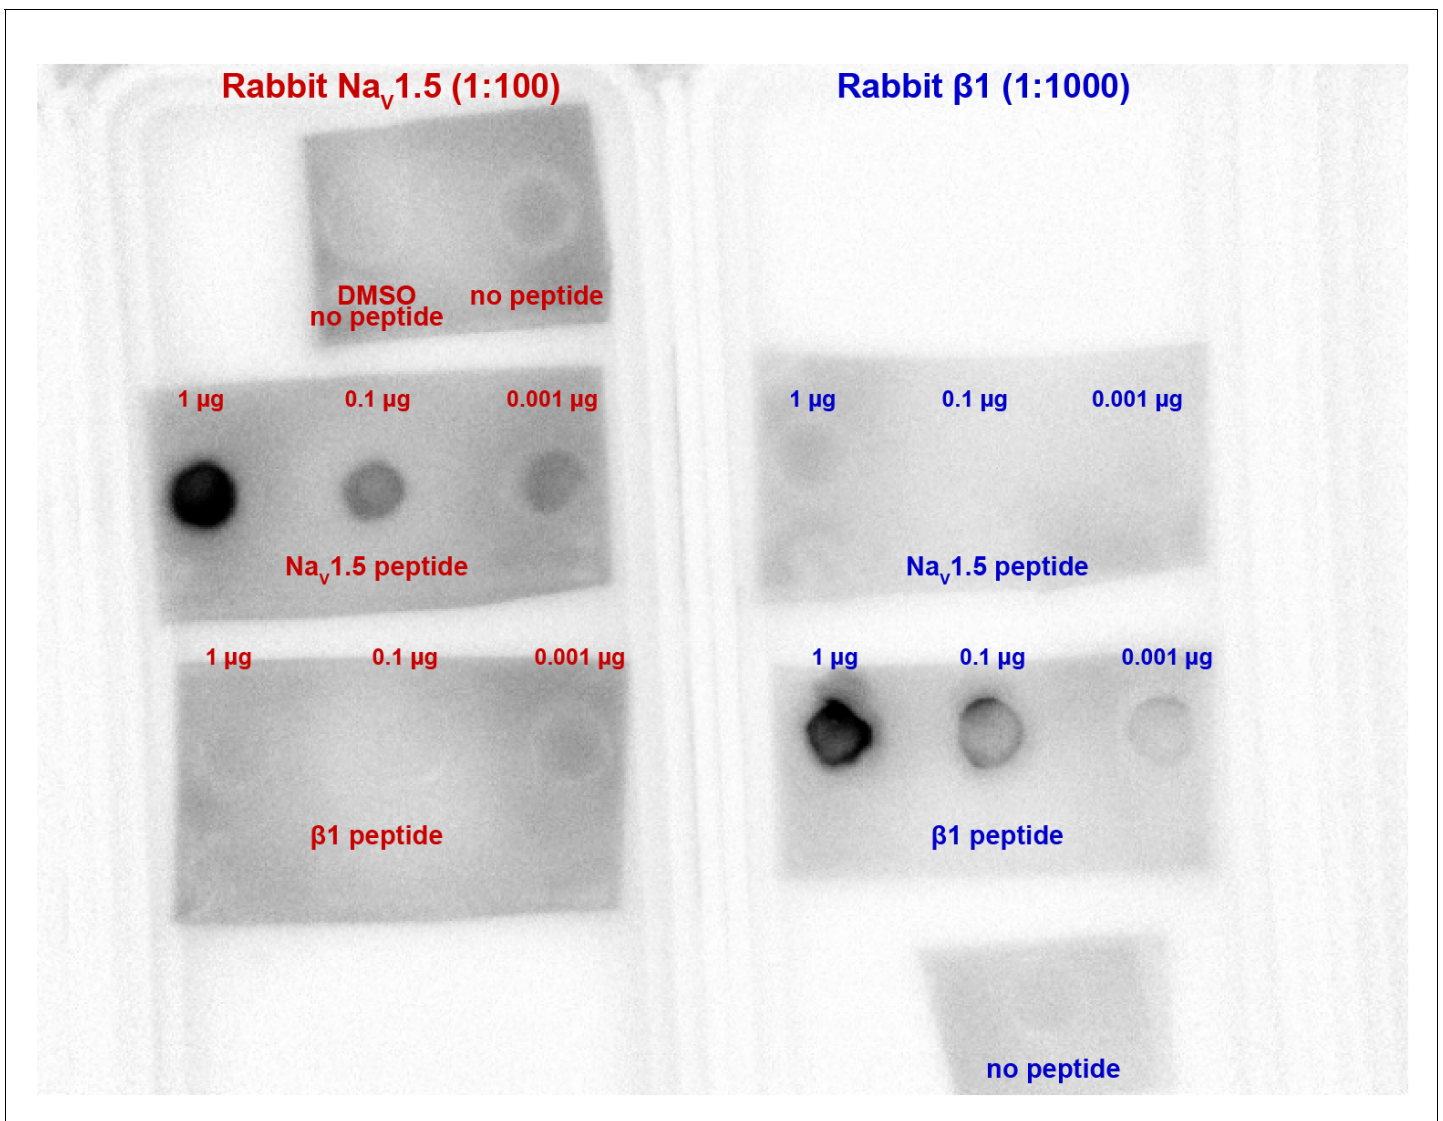 Rabbit NaV1.5 (1:100)
Rabbit β1 (1:1000)
DMSO
no peptide
no peptide
1 µg 0.1 µg 0.001 µg
NaV1.5 peptide
1 µg 0.1 µg 0.001 µg
NaV1.5 peptide
1 µg 0.1 µg 0.001 µg
β1 peptide
1 µg 0.1 µg 0.001 µg
β1 peptide
no peptide